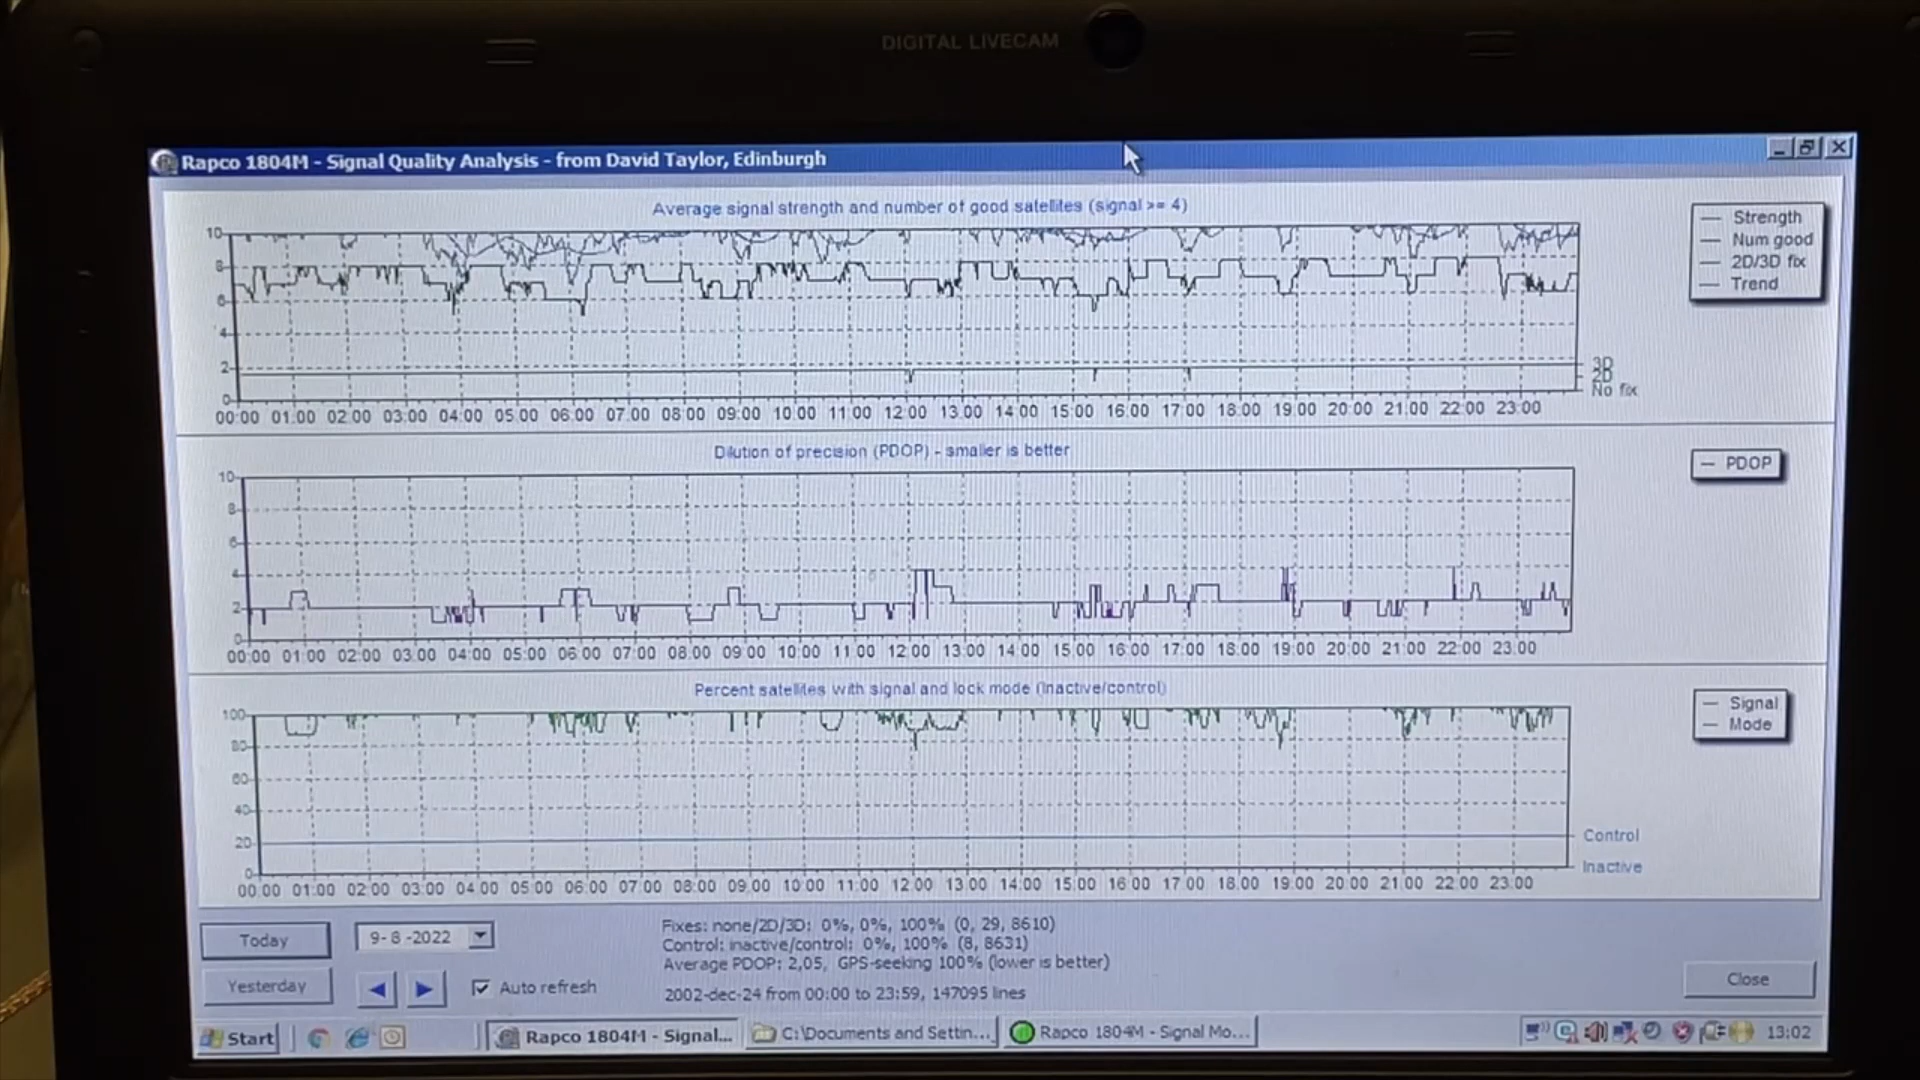 DIGITAL LIVECAM
Rapco 1804M - Signal Quality Analysis - from David Taylor, Edinburgh
Average signal strength and number of good satellites (signal >= 4)
10
8
6
4
2
0
00:00 01:00 02:00 03:00 04:00 05:00 06:00 07:00 08:00 09:00 10:00 11:00 12:00 13:00 14:00 15:00 16:00 17:00 18:00 19:00 20:00 21:00 22:00 23:00
3D
2D
No fix
Strength
Num good
2D/3D fix
Trend
Dilution of precision (PDOP) - smaller is better
10
8
6
4
2
0
00:00 01:00 02:00 03:00 04:00 05:00 06:00 07:00 08:00 09:00 10:00 11:00 12:00 13:00 14:00 15:00 16:00 17:00 18:00 19:00 20:00 21:00 22:00 23:00
PDOP
Percent satellites with signal and lock mode (inactive/control)
100
80
60
40
20
0
00:00 01:00 02:00 03:00 04:00 05:00 06:00 07:00 08:00 09:00 10:00 11:00 12:00 13:00 14:00 15:00 16:00 17:00 18:00 19:00 20:00 21:00 22:00 23:00
Control
Inactive
Signal
Mode
Today
9- 8 -2022
Yesterday
Auto refresh
Fixes: none/2D/3D: 0%, 0%, 100% (0, 29, 8610)
Control: inactive/control: 0%, 100% (8, 8631)
Average PDOP: 2,05, GPS-seeking 100% (lower is better)
2002-dec-24 from 00:00 to 23:59, 147095 lines
Close
Start
Rapco 1804M - Signal...
C:\Documents and Settin...
Rapco 1804M - Signal Mo...
13:02